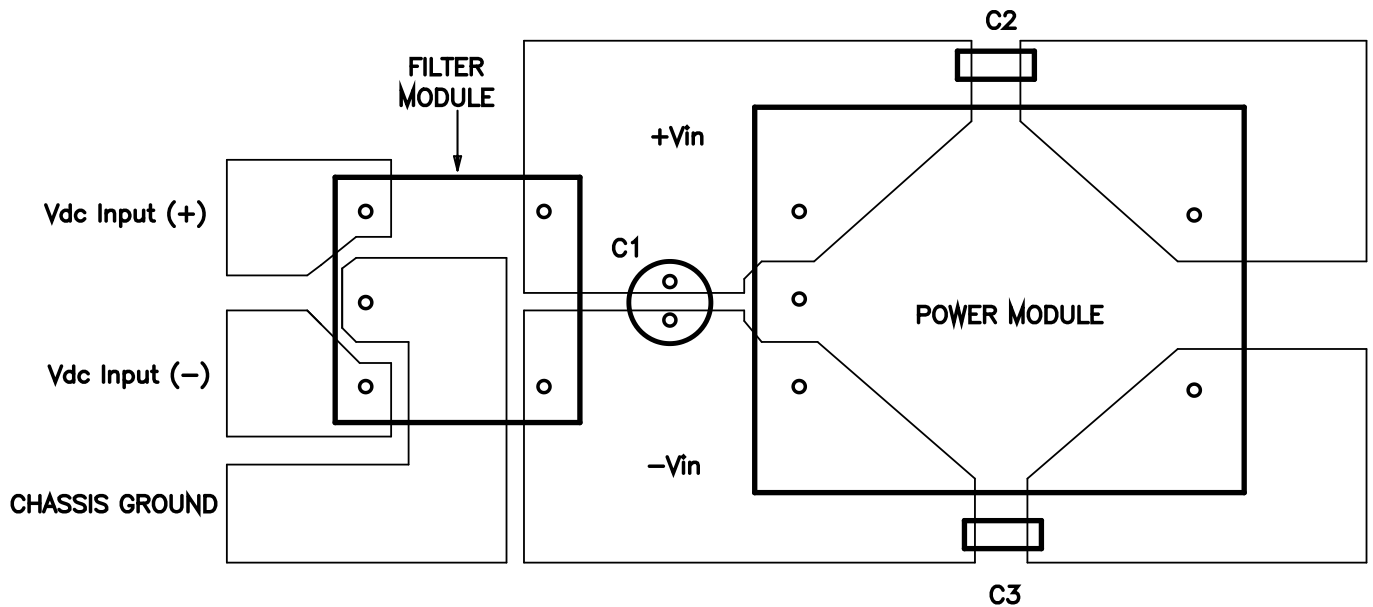 C2
FILTER
MODULE
+Vin
Vdc Input (+)
C1
POWER MODULE
Vdc Input (−)
−Vin
CHASSIS GROUND
C3